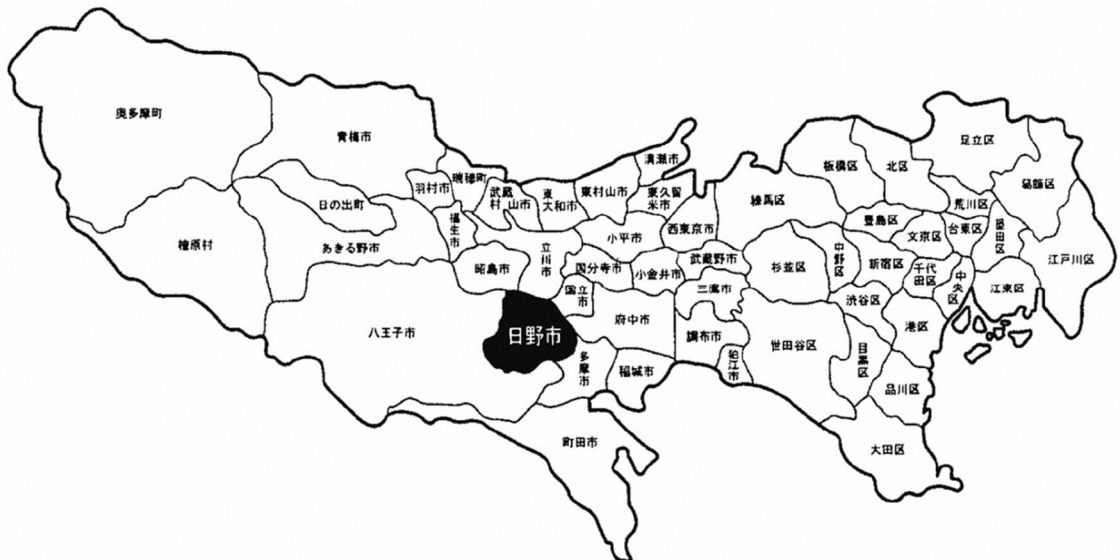 奥多摩町
青梅市
檜原村
日の出町
あきる野市
羽村市
瑞穂町
福生市
武蔵
村山市
東
大和市
東村山市
清瀬市
東久留
米市
昭島市
立川市
小平市
西東京市
国分寺市
小金井市
武蔵野市
国立市
三鷹市
八王子市
日野市
府中市
調布市
狛江市
多摩市
稲城市
町田市
練馬区
板橋区
北区
足立区
葛飾区
荒川区
豊島区
文京区
台東区
墨田区
江戸川区
杉並区
中野区
新宿区
千代
田区
中央区
江東区
渋谷区
港区
世田谷区
目黒区
品川区
大田区